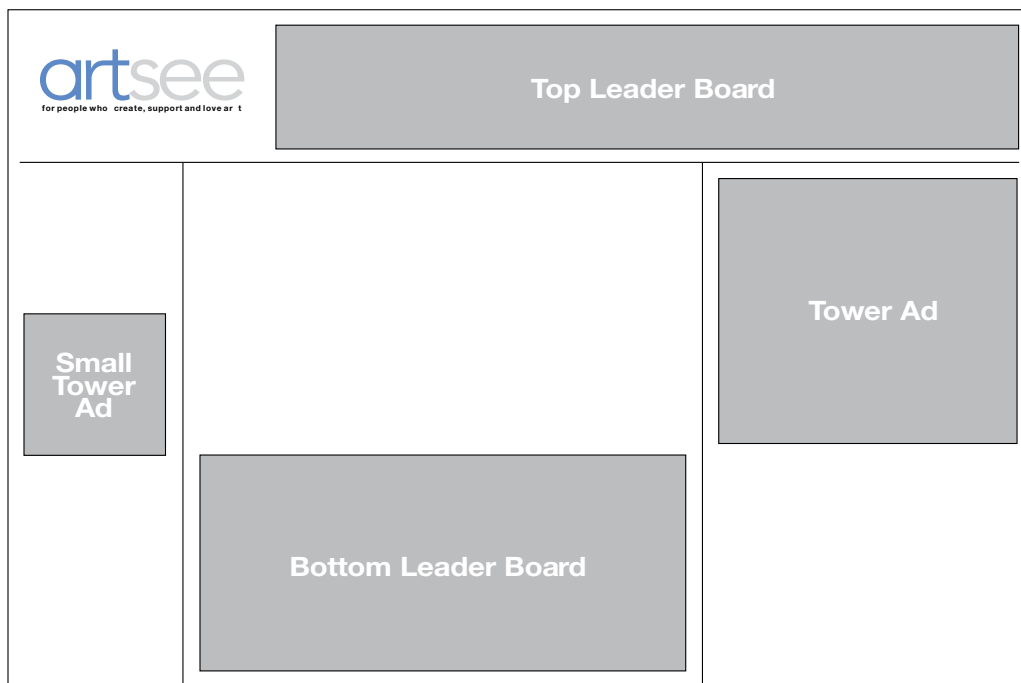 artsee
for people who create, support and love ar t
Top Leader Board
Tower Ad
Small
Tower
Ad
Bottom Leader Board